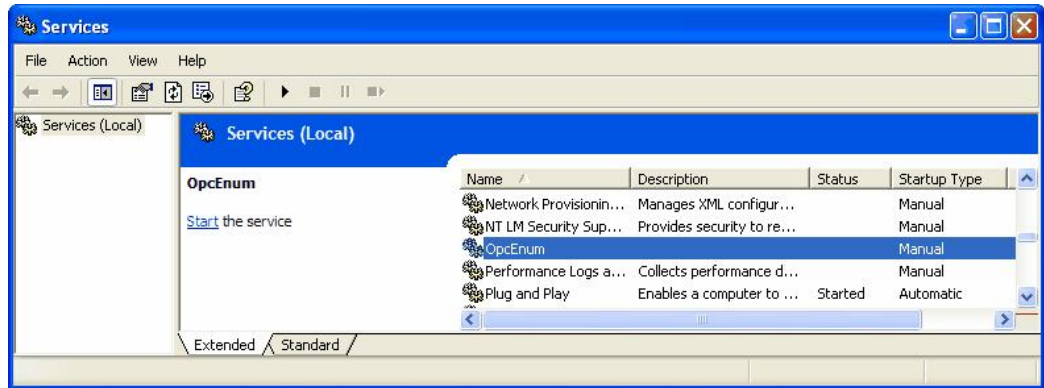 Services
File Action View Help
Services (Local)
Services (Local)
OpcEnum
Start the service
Name Description Status Startup Type
Network Provisionin... Manages XML configur... Manual
NT LM Security Sup... Provides security to re... Manual
OpcEnum Manual
Performance Logs a... Collects performance d... Manual
Plug and Play Enables a computer to ... Started Automatic
Extended Standard